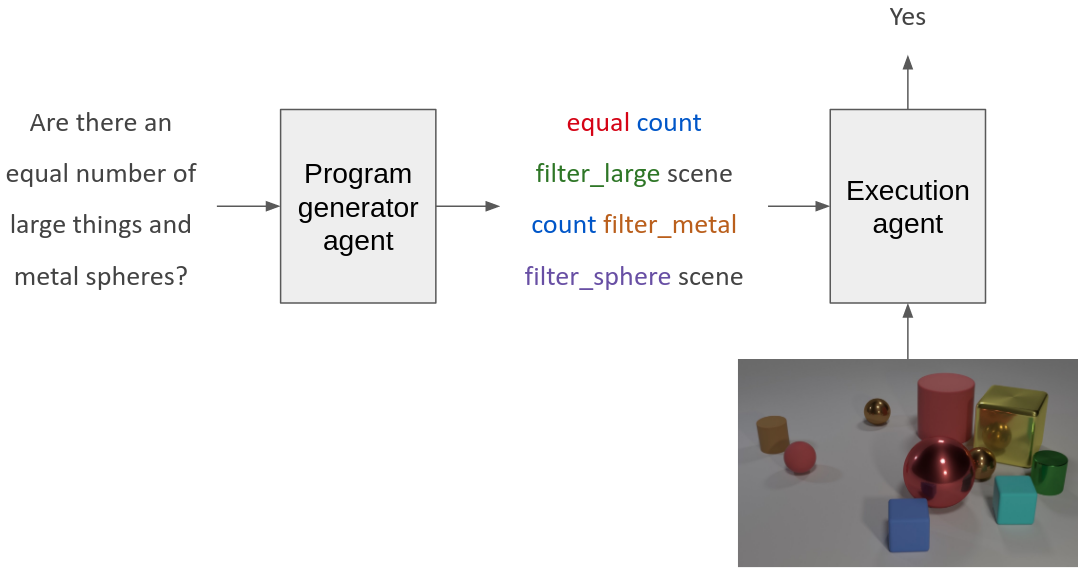 Yes
Are there an
equal number of
large things and
metal spheres?
Program
generator
agent
equal count
filter_large scene
count filter_metal
filter_sphere scene
Execution
agent